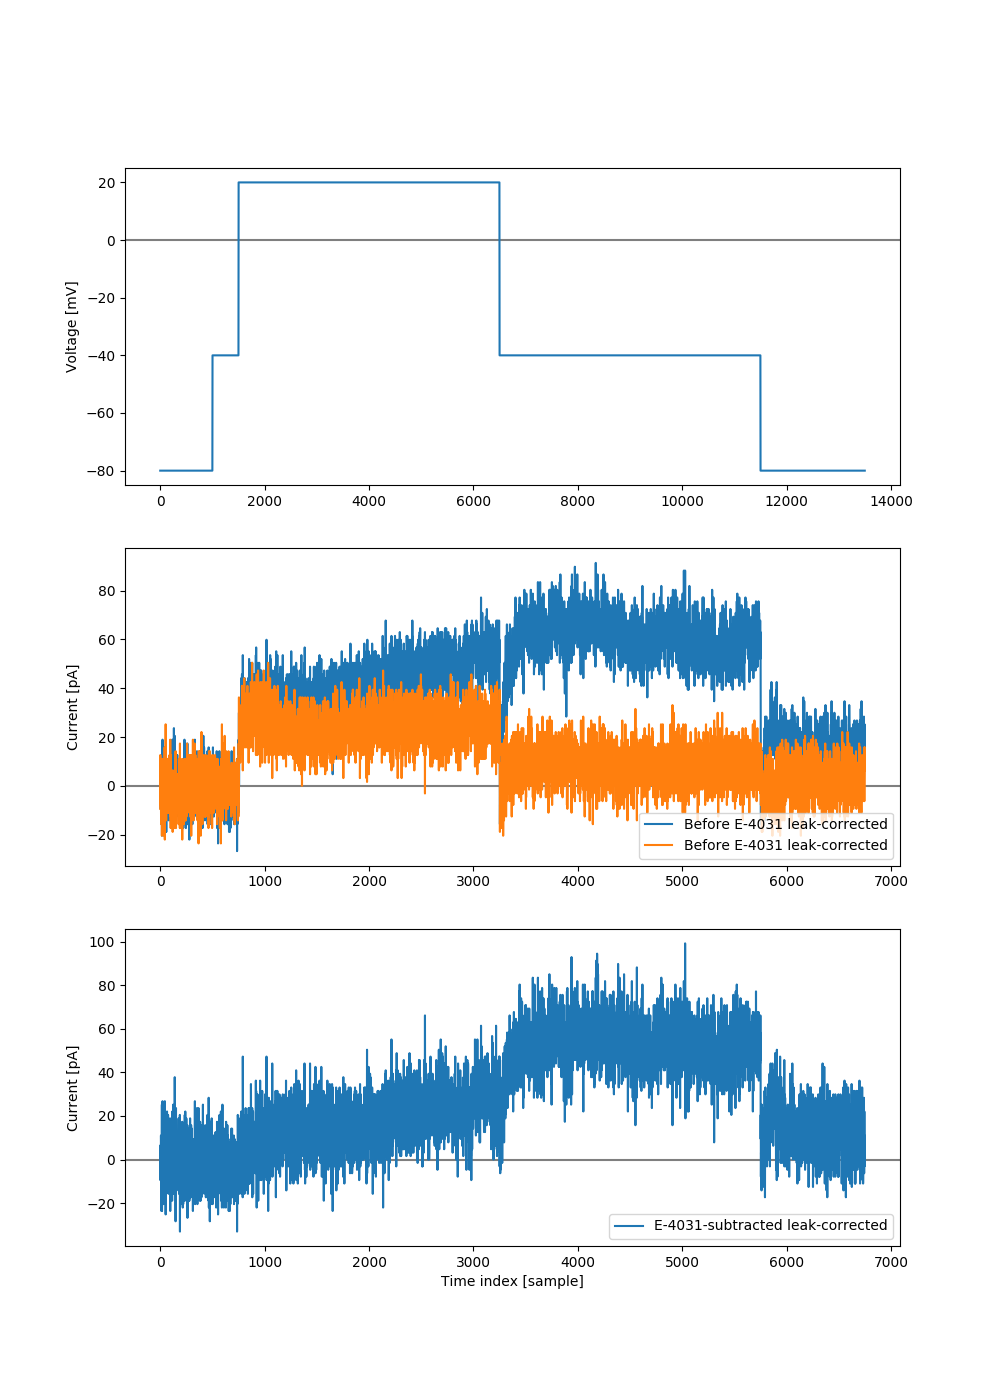 20
0
−20
−40
−60
−80
Voltage [mV]
0 2000 4000 6000 8000 10000 12000 14000
80
60
40
20
0
−20
Current [pA]
Before E-4031 leak-corrected
Before E-4031 leak-corrected
0 1000 2000 3000 4000 5000 6000 7000
100
80
60
40
20
0
−20
Current [pA]
E-4031-subtracted leak-corrected
0 1000 2000 3000 4000 5000 6000 7000
Time index [sample]